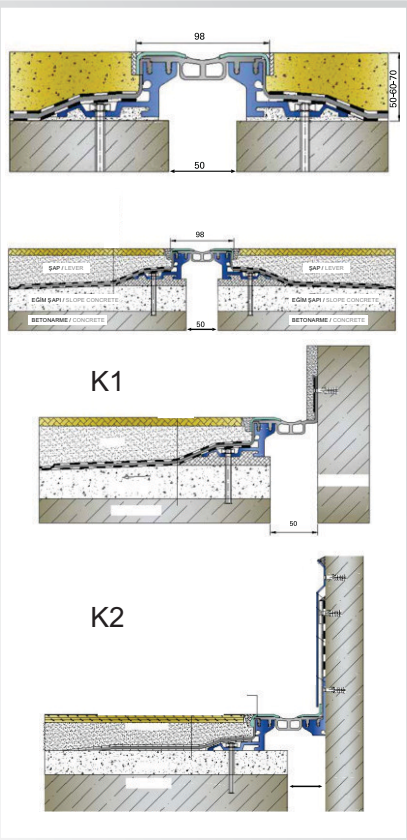 98
50-60-70
50
98
ŞAP / LEVER
ŞAP / LEVER
EĞİM ŞAPI / SLOPE CONCRETE
EĞİM ŞAPI / SLOPE CONCRETE
BETONARME / CONCRETE
50
BETONARME / CONCRETE
K1
50
K2